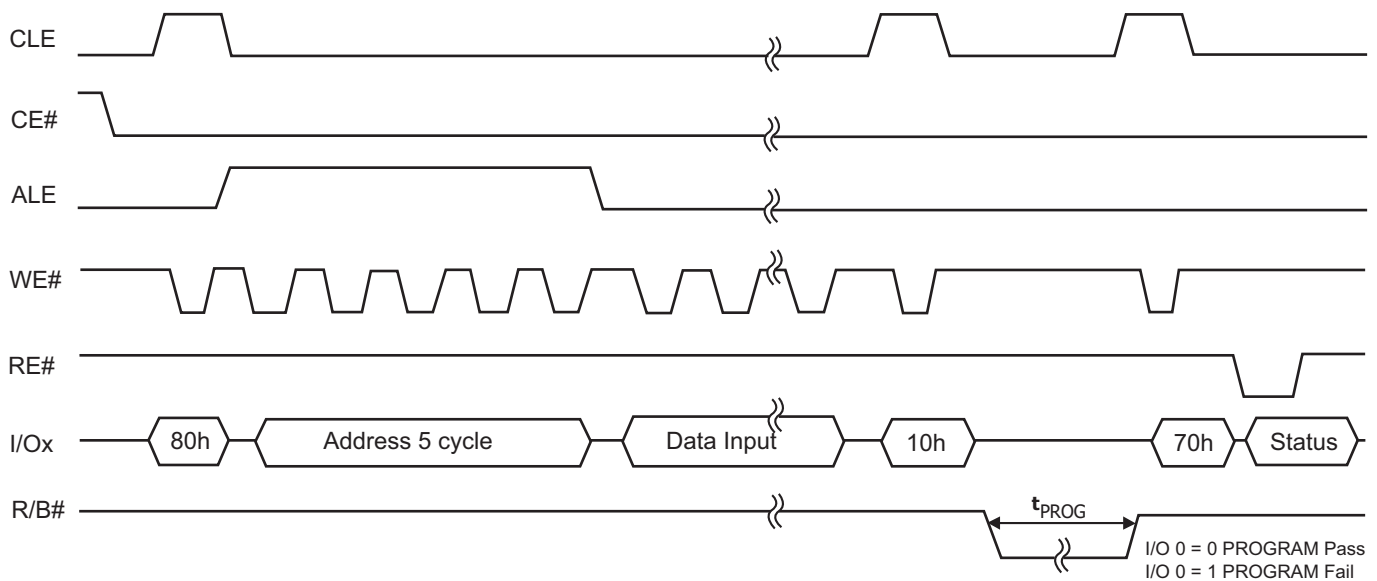 CLE
CE#
ALE
WE#
RE#
I/Ox 80h Address 5 cycle Data Input 10h 70h Status
R/B# tPROG
I/O 0 = 0 PROGRAM Pass
I/O 0 = 1 PROGRAM Fail